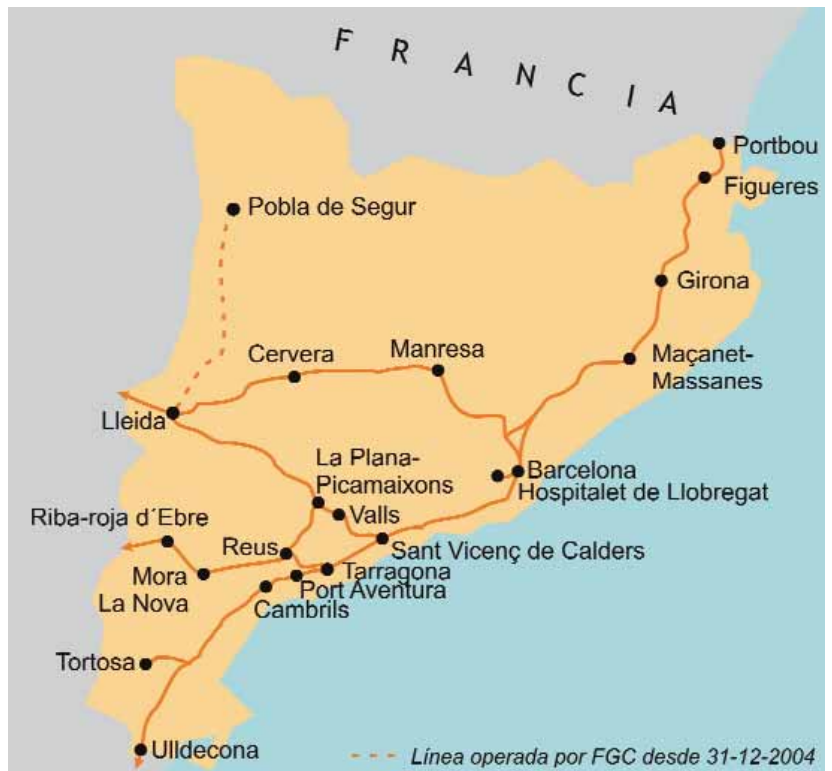 FRANCIA
Portbou
Figueres
Pobla de Segur
Girona
Cervera
Manresa
Maçanet-
Massanes
Lleida
La Plana-
Picamaixons
Barcelona
Hospitalet de Llobregat
Valls
Riba-roja d´Ebre
Reus
Sant Vicenç de Calders
Mora
La Nova
Tarragona
Port Aventura
Cambrils
Tortosa
Ulldecona
Línea operada por FGC desde 31-12-2004